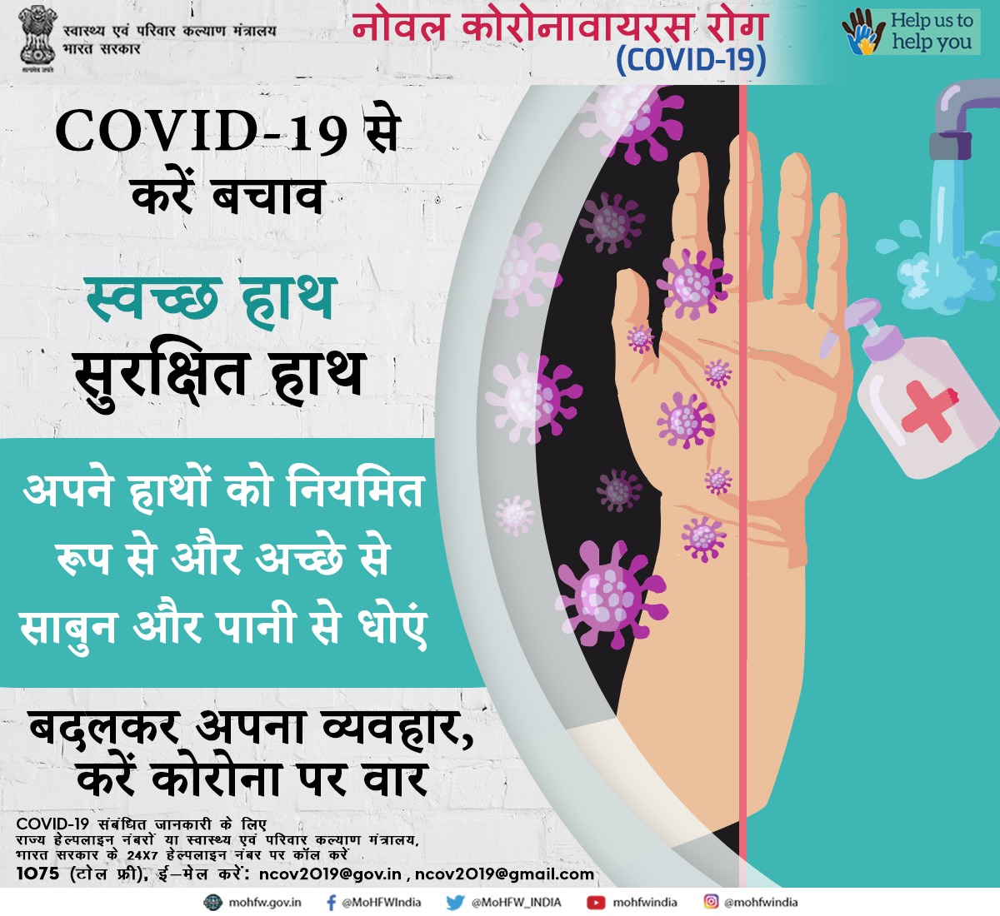 स्वास्थ्य एवं परिवार कल्याण मंत्रालय
भारत सरकार
सत्यमेव जयते
नोवल कोरोनावायरस रोग
(COVID-19)
Help us to
help you
COVID-19 से
करें बचाव
स्वच्छ हाथ
सुरक्षित हाथ
अपने हाथों को नियमित
रूप से और अच्छे से
साबुन और पानी से धोएं
बदलकर अपना व्यवहार,
करें कोरोना पर वार
COVID-19 संबंधित जानकारी के लिए
राज्य हेल्पलाइन नंबरों या स्वास्थ्य एवं परिवार कल्याण मंत्रालय,
भारत सरकार के 24X7 हेल्पलाइन नंबर पर कॉल करें
1075 (टोल फ्री), ई–मेल करें: ncov2019@gov.in , ncov2019@gmail.com
mohfw.gov.in @MoHFWIndia @MoHFW_INDIA mohfwindia @mohfwindia